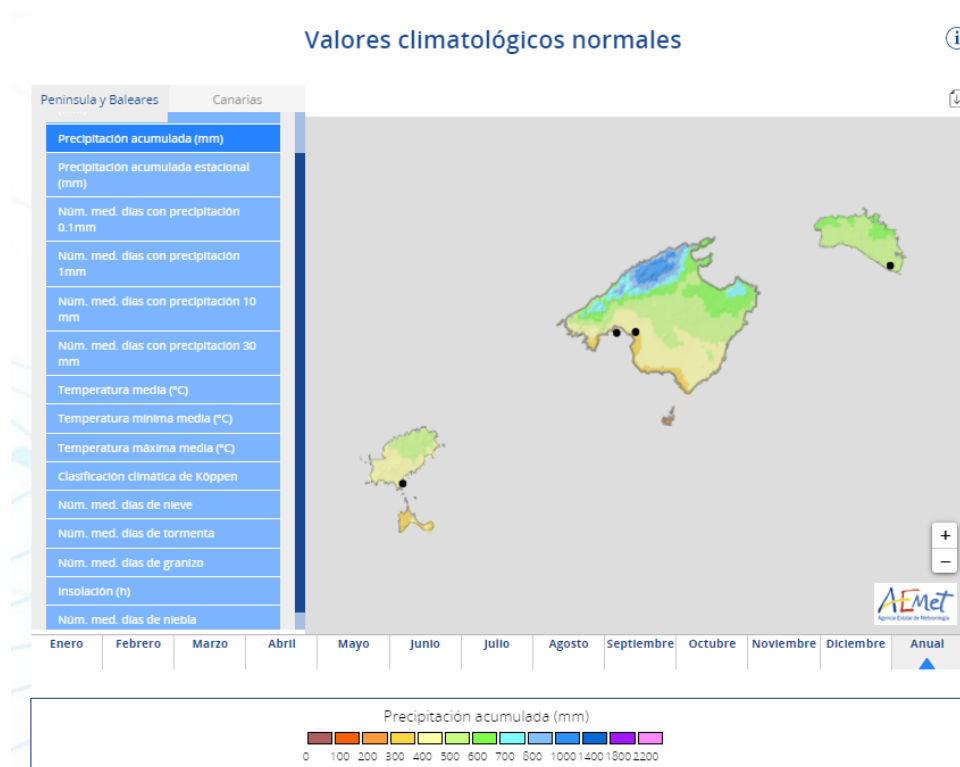 Valores climatológicos normales
i
Península y Baleares
Canarias
Precipitación acumulada (mm)
Precipitación acumulada estacional
(mm)
Núm. med. días con precipitación
0.1mm
Núm. med. días con precipitación
1mm
Núm. med. días con precipitación 10
mm
Núm. med. días con precipitación 30
mm
Temperatura media (°C)
Temperatura mínima media (°C)
Temperatura máxima media (°C)
Clasificación climática de Köppen
Núm. med. días de nieve
Núm. med. días de tormenta
Núm. med. días de granizo
Insolación (h)
Núm. med. días de niebla
+
−
AEMet
Agencia Estatal de Meteorología
Enero Febrero Marzo Abril Mayo Junio Julio Agosto Septiembre Octubre Noviembre Diciembre Anual
Precipitación acumulada (mm)
0 100 200 300 400 500 600 700 800 1000 1400 1800 2200